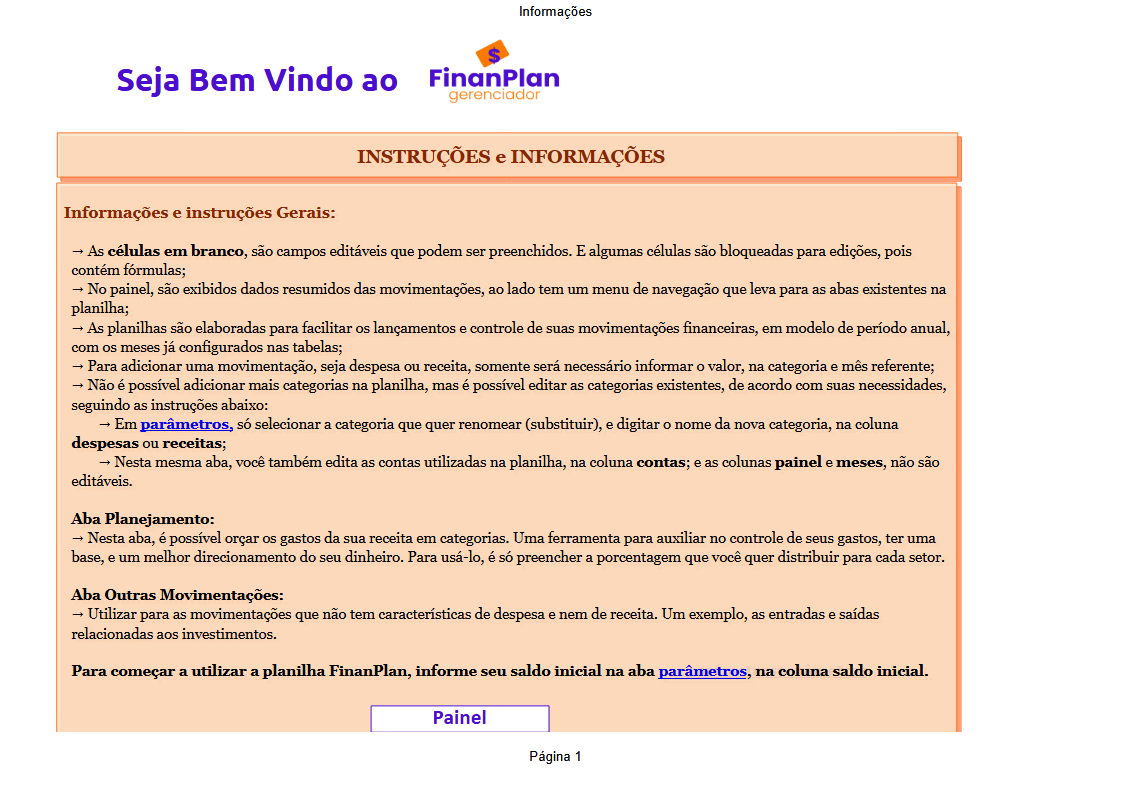 Informações
Seja Bem Vindo ao
$
FinanPlan
gerenciador
INSTRUÇÕES e INFORMAÇÕES
Informações e instruções Gerais:
→ As células em branco, são campos editáveis que podem ser preenchidos. E algumas células são bloqueadas para edições, pois
contém fórmulas;
→ No painel, são exibidos dados resumidos das movimentações, ao lado tem um menu de navegação que leva para as abas existentes na
planilha;
→ As planilhas são elaboradas para facilitar os lançamentos e controle de suas movimentações financeiras, em modelo de período anual,
com os meses já configurados nas tabelas;
→ Para adicionar uma movimentação, seja despesa ou receita, somente será necessário informar o valor, na categoria e mês referente;
→ Não é possível adicionar mais categorias na planilha, mas é possível editar as categorias existentes, de acordo com suas necessidades,
seguindo as instruções abaixo:
→ Em parâmetros, só selecionar a categoria que quer renomear (substituir), e digitar o nome da nova categoria, na coluna
despesas ou receitas;
→ Nesta mesma aba, você também edita as contas utilizadas na planilha, na coluna contas; e as colunas painel e meses, não são
editáveis.
Aba Planejamento:
→ Nesta aba, é possível orçar os gastos da sua receita em categorias. Uma ferramenta para auxiliar no controle de seus gastos, ter uma
base, e um melhor direcionamento do seu dinheiro. Para usá-lo, é só preencher a porcentagem que você quer distribuir para cada setor.
Aba Outras Movimentações:
→ Utilizar para as movimentações que não tem características de despesa e nem de receita. Um exemplo, as entradas e saídas
relacionadas aos investimentos.
Para começar a utilizar a planilha FinanPlan, informe seu saldo inicial na aba parâmetros, na coluna saldo inicial.
Painel
Página 1